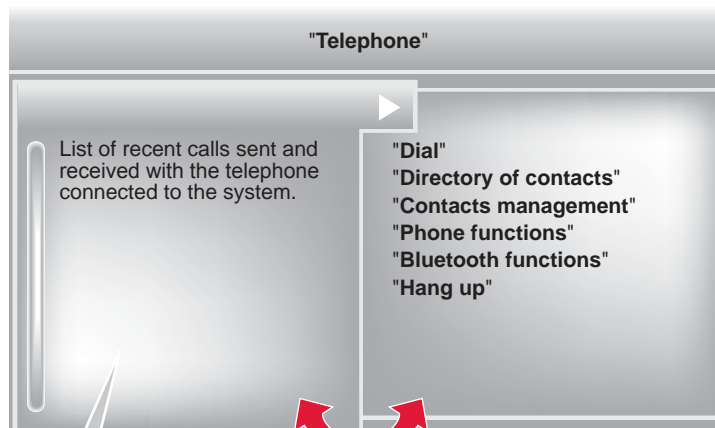 "Telephone"
List of recent calls sent and
received with the telephone
connected to the system.
"Dial"
"Directory of contacts"
"Contacts management"
"Phone functions"
"Bluetooth functions"
"Hang up"